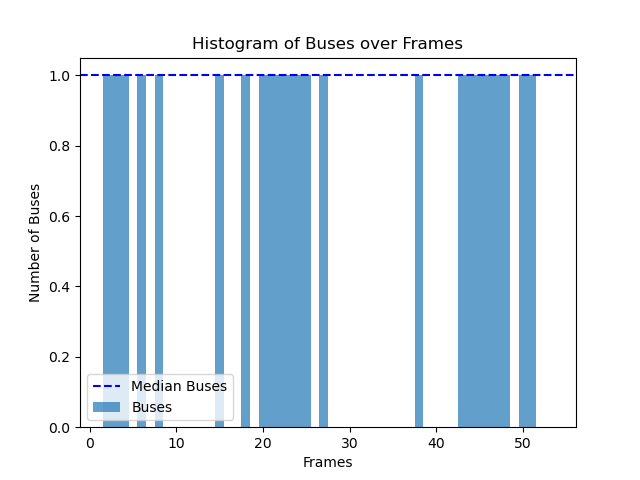 Histogram of Buses over Frames
Number of Buses
1.0
0.8
0.6
0.4
0.2
0.0
Median Buses
Buses
0 10 20 30 40 50
Frames